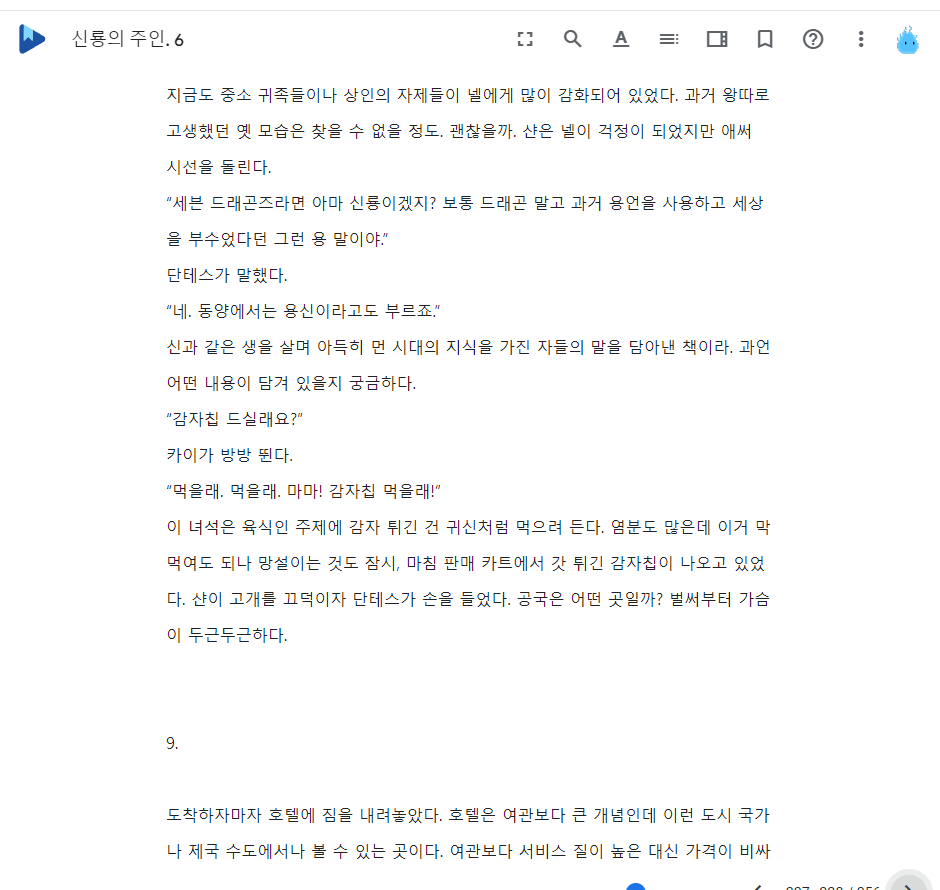 신룡의 주인. 6
지금도 중소 귀족들이나 상인의 자제들이 넬에게 많이 감화되어 있었다. 과거 왕따로
고생했던 옛 모습은 찾을 수 없을 정도. 괜찮을까. 샨은 넬이 걱정이 되었지만 애써
시선을 돌린다.
“세븐 드래곤즈라면 아마 신룡이겠지? 보통 드래곤 말고 과거 용언을 사용하고 세상
을 부수었다던 그런 용 말이야.”
단테스가 말했다.
“네. 동양에서는 용신이라고도 부르죠.”
신과 같은 생을 살며 아득히 먼 시대의 지식을 가진 자들의 말을 담아낸 책이라. 과언
어떤 내용이 담겨 있을지 궁금하다.
“감자칩 드실래요?”
카이가 방방 뛴다.
“먹을래. 먹을래. 마마! 감자칩 먹을래!”
이 녀석은 육식인 주제에 감자 튀긴 건 귀신처럼 먹으려 든다. 염분도 많은데 이거 막
먹여도 되나 망설이는 것도 잠시, 마침 판매 카트에서 갓 튀긴 감자칩이 나오고 있었
다. 샨이 고개를 끄덕이자 단테스가 손을 들었다. 공국은 어떤 곳일까? 벌써부터 가슴
이 두근두근하다.
9.
도착하자마자 호텔에 짐을 내려놓았다. 호텔은 여관보다 큰 개념인데 이런 도시 국가
나 제국 수도에서나 볼 수 있는 곳이다. 여관보다 서비스 질이 높은 대신 가격이 비싸